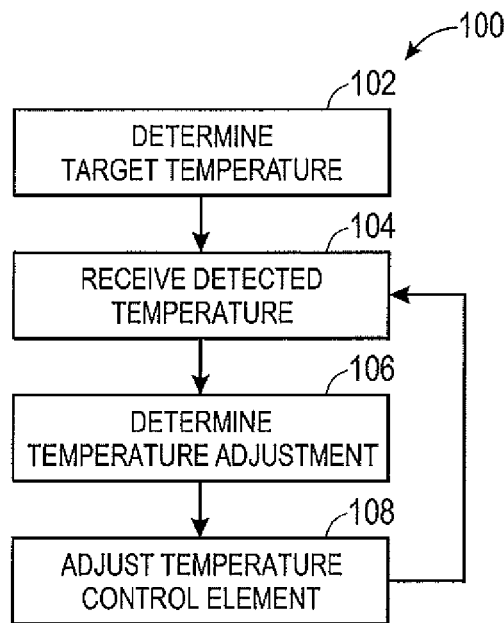 100
102
DETERMINE
TARGET TEMPERATURE
104
RECEIVE DETECTED
TEMPERATURE
106
DETERMINE
TEMPERATURE ADJUSTMENT
108
ADJUST TEMPERATURE
CONTROL ELEMENT